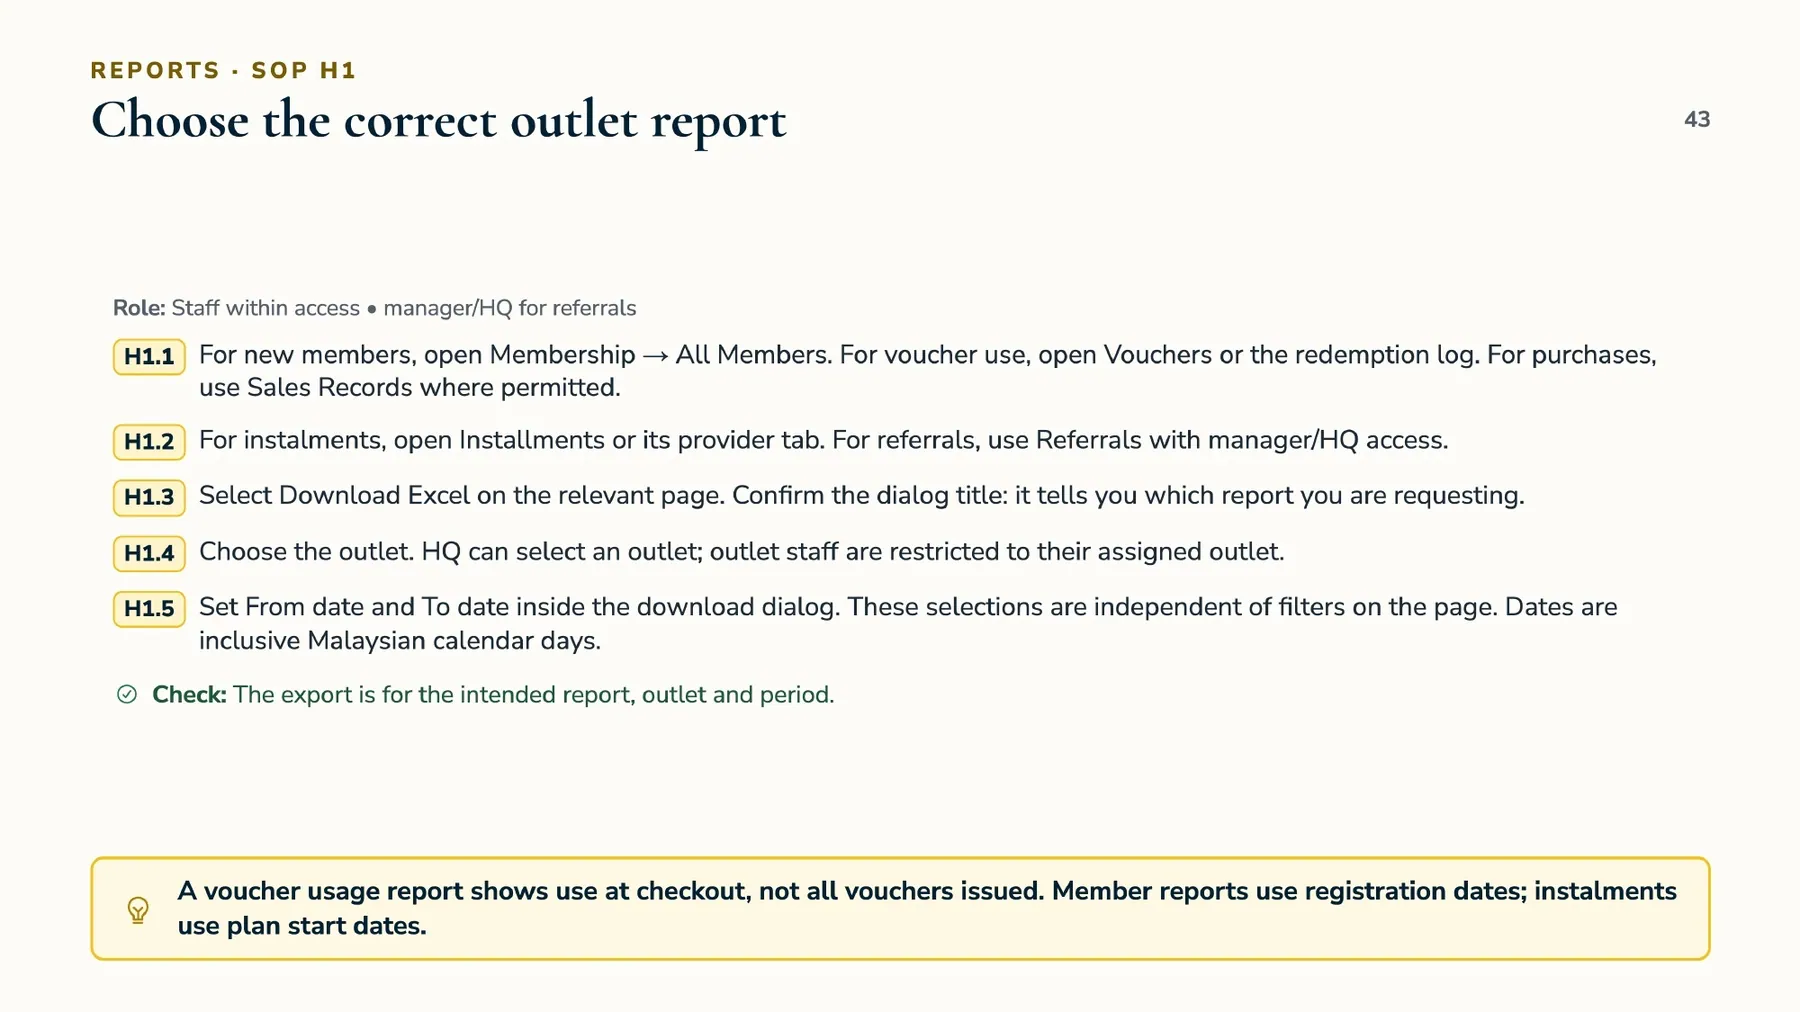 REPORTS · SOP H1
Choose the correct outlet report
43
Role: Staff within access • manager/HQ for referrals
H1.1 For new members, open Membership → All Members. For voucher use, open Vouchers or the redemption log. For purchases,
use Sales Records where permitted.
H1.2 For instalments, open Installments or its provider tab. For referrals, use Referrals with manager/HQ access.
H1.3 Select Download Excel on the relevant page. Confirm the dialog title: it tells you which report you are requesting.
H1.4 Choose the outlet. HQ can select an outlet; outlet staff are restricted to their assigned outlet.
H1.5 Set From date and To date inside the download dialog. These selections are independent of filters on the page. Dates are
inclusive Malaysian calendar days.
Check: The export is for the intended report, outlet and period.
A voucher usage report shows use at checkout, not all vouchers issued. Member reports use registration dates; instalments
use plan start dates.